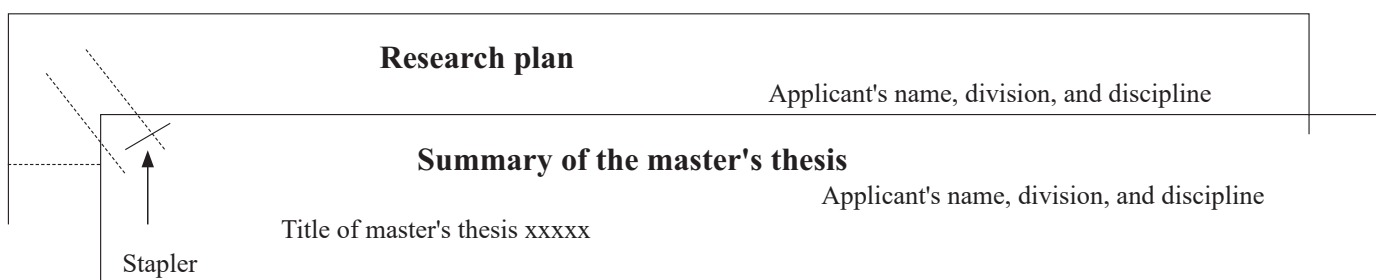 Research plan
Applicant's name, division, and discipline
Summary of the master's thesis
Applicant's name, division, and discipline
Title of master's thesis xxxxx
Stapler